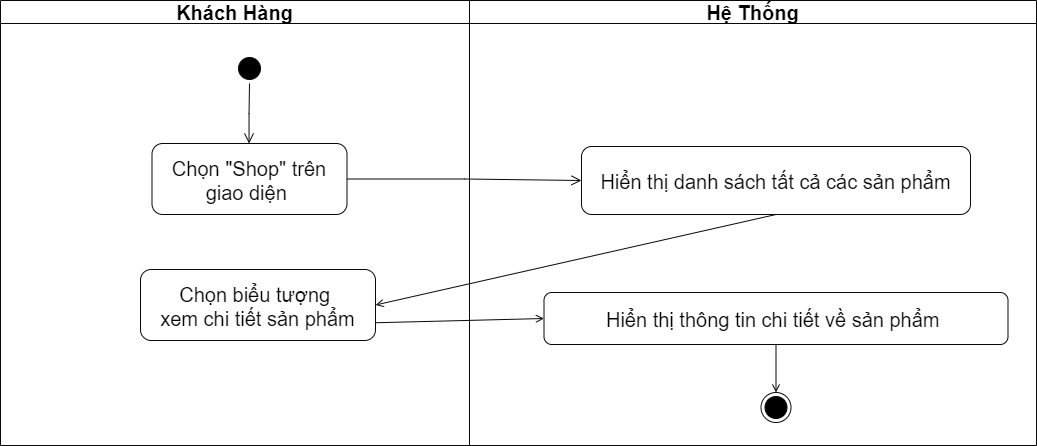 Khách Hàng
Hệ Thống
Chọn "Shop" trên
giao diện
Hiển thị danh sách tất cả các sản phẩm
Chọn biểu tượng
xem chi tiết sản phẩm
Hiển thị thông tin chi tiết về sản phẩm